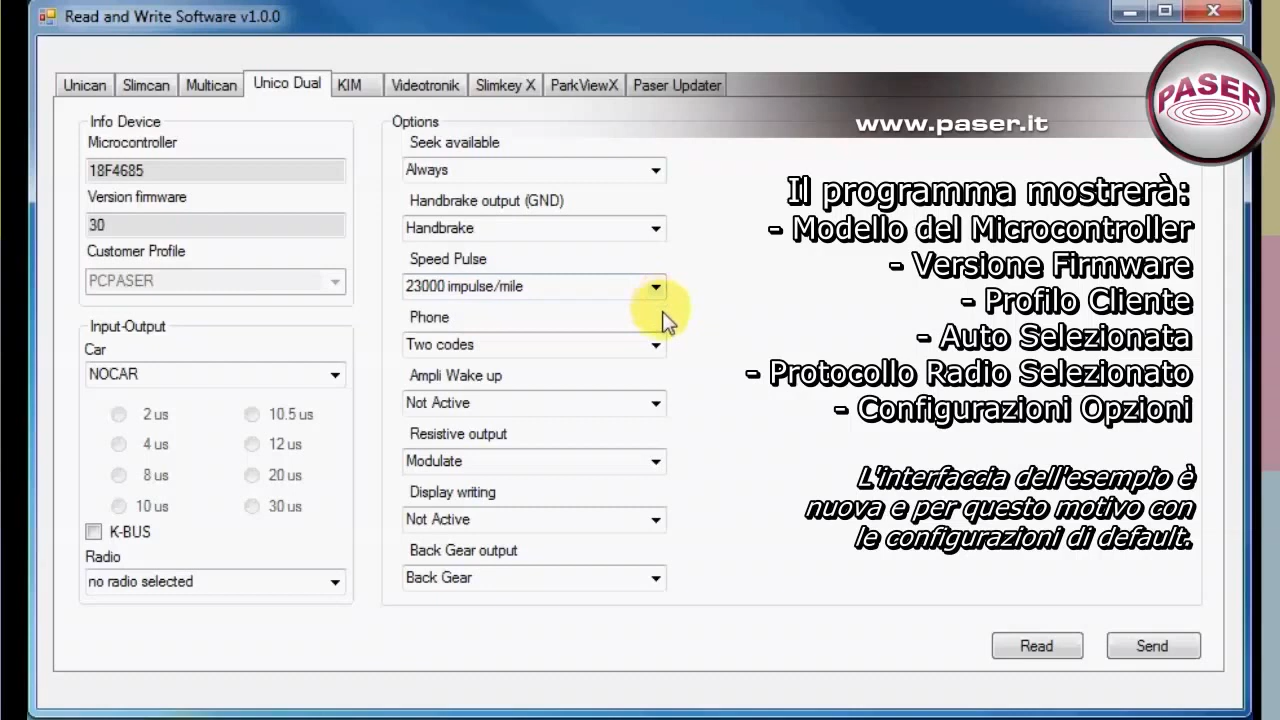 Read and Write Software v1.0.0
Unican Slimcan Multican Unico Dual KIM Videotronik Slimkey X ParkViewX Paser Updater
PASER
www.paser.it
Info Device
Microcontroller
18F4685
Version firmware
30
Customer Profile
PCPASER
Input-Output
Car
NOCAR
2 us 10.5 us
4 us 12 us
8 us 20 us
10 us 30 us
K-BUS
Radio
no radio selected
Options
Seek available
Always
Handbrake output (GND)
Handbrake
Speed Pulse
23000 impulse/mile
Phone
Two codes
Ampli Wake up
Not Active
Resistive output
Modulate
Display writing
Not Active
Back Gear output
Back Gear
Il programma mostrerà:
- Modello del Microcontroller
- Versione Firmware
- Profilo Cliente
- Auto Selezionata
- Protocollo Radio Selezionato
- Configurazioni Opzioni
L'interfaccia dell'esempio è
nuova e per questo motivo con
le configurazioni di default.
Read Send